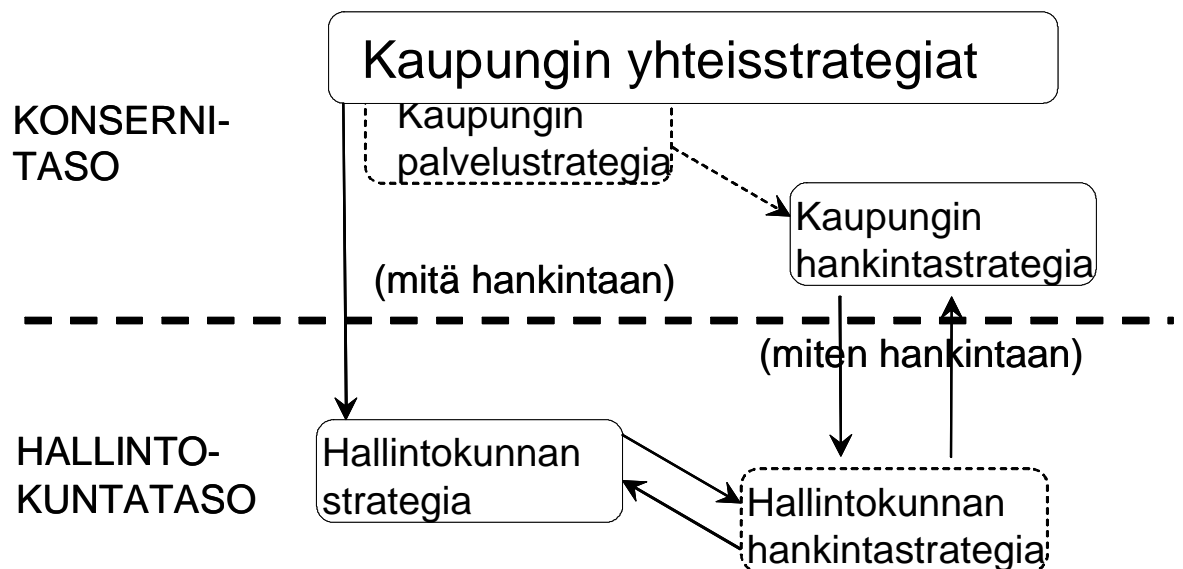 Kaupungin yhteisstrategiat
KONSERNI-
TASO
Kaupungin
palvelustrategia
Kaupungin
hankintastrategia
(mitä hankintaan)
(miten hankintaan)
HALLINTO-
KUNTATASO
Hallintokunnan
strategia
Hallintokunnan
hankintastrategia